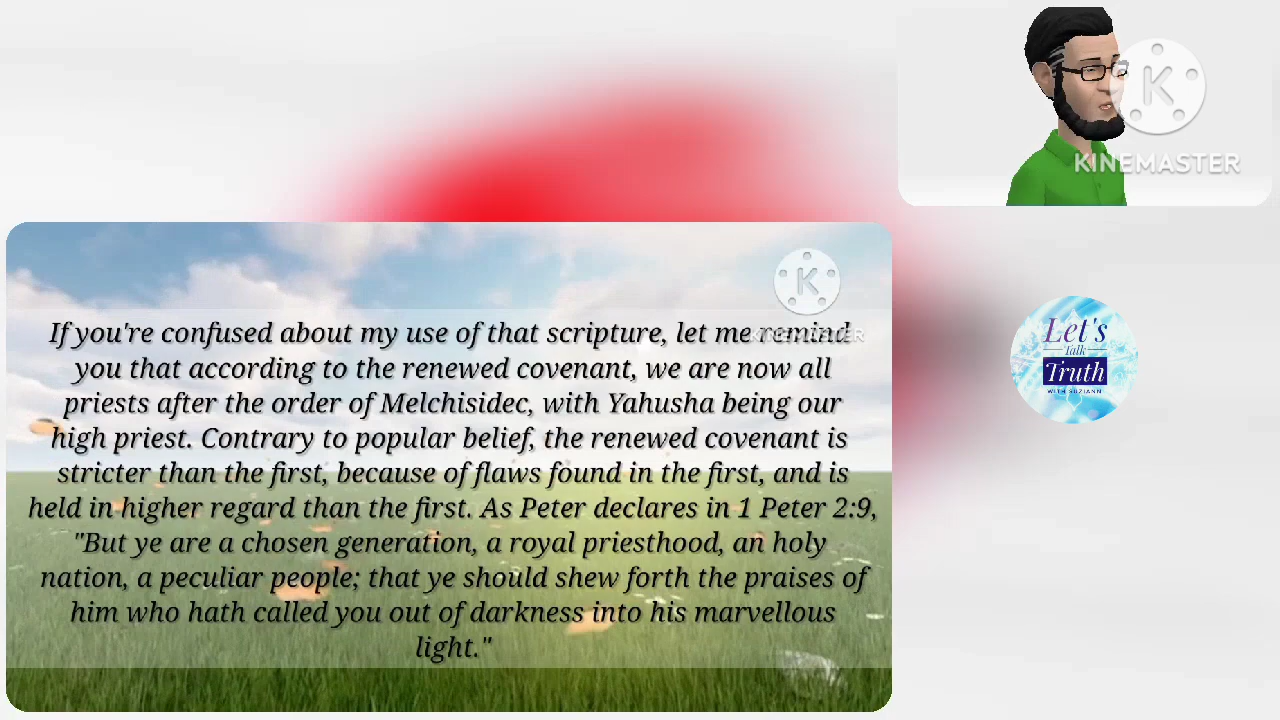 KINEMASTER
If you're confused about my use of that scripture, let me remind
you that according to the renewed covenant, we are now all
priests after the order of Melchisidec, with Yahusha being our
high priest. Contrary to popular belief, the renewed covenant is
stricter than the first, because of flaws found in the first, and is
held in higher regard than the first. As Peter declares in 1 Peter 2:9,
"But ye are a chosen generation, a royal priesthood, an holy
nation, a peculiar people; that ye should shew forth the praises of
him who hath called you out of darkness into his marvellous
light."
K
KINEMASTER
K
Let's
Talk
Truth
WITH SUZIANN